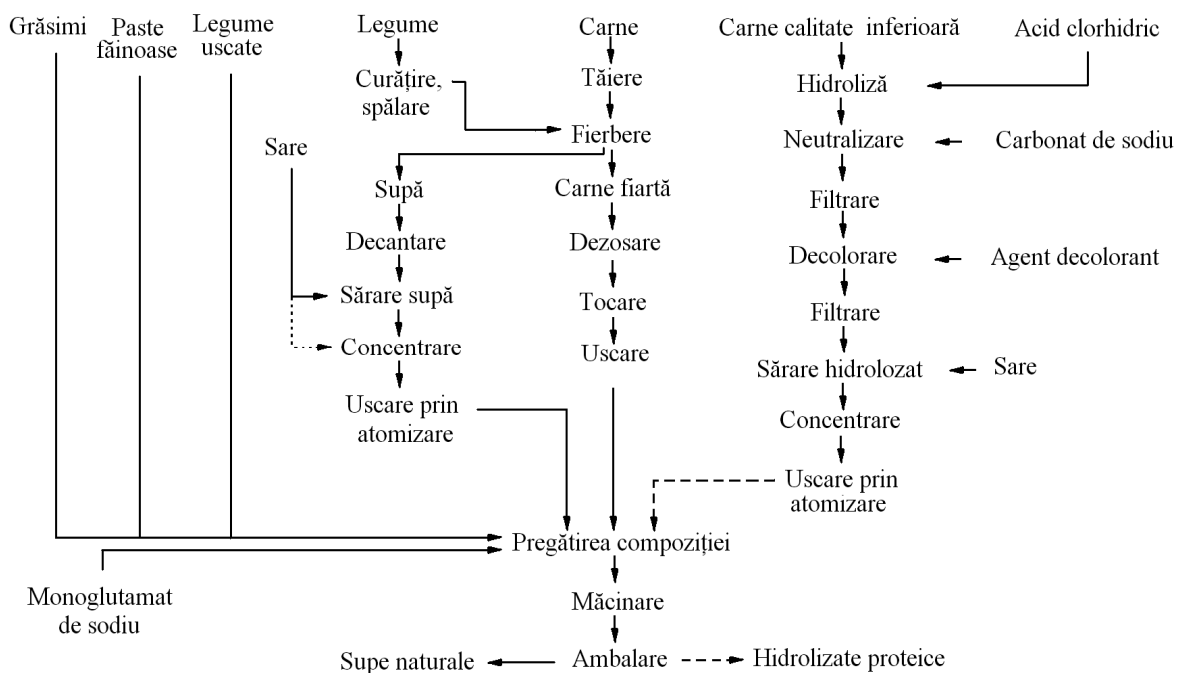 Grăsimi
Paste
făinoase
Legume
uscate
Legume
Carne
Carne calitate inferioară
Acid clorhidric
Curățire,
spălare
Tăiere
Hidroliză
Sare
Fierbere
Neutralizare
Carbonat de sodiu
Supă
Carne fiartă
Filtrare
Decantare
Dezosare
Decolorare
Agent decolorant
Sărare supă
Tocare
Filtrare
Concentrare
Uscare
Sărare hidrolozat
Sare
Uscare prin
atomizare
Concentrare
Uscare prin
atomizare
Pregătirea compoziției
Monoglutamat
de sodiu
Măcinare
Supe naturale
Ambalare
Hidrolizate proteice